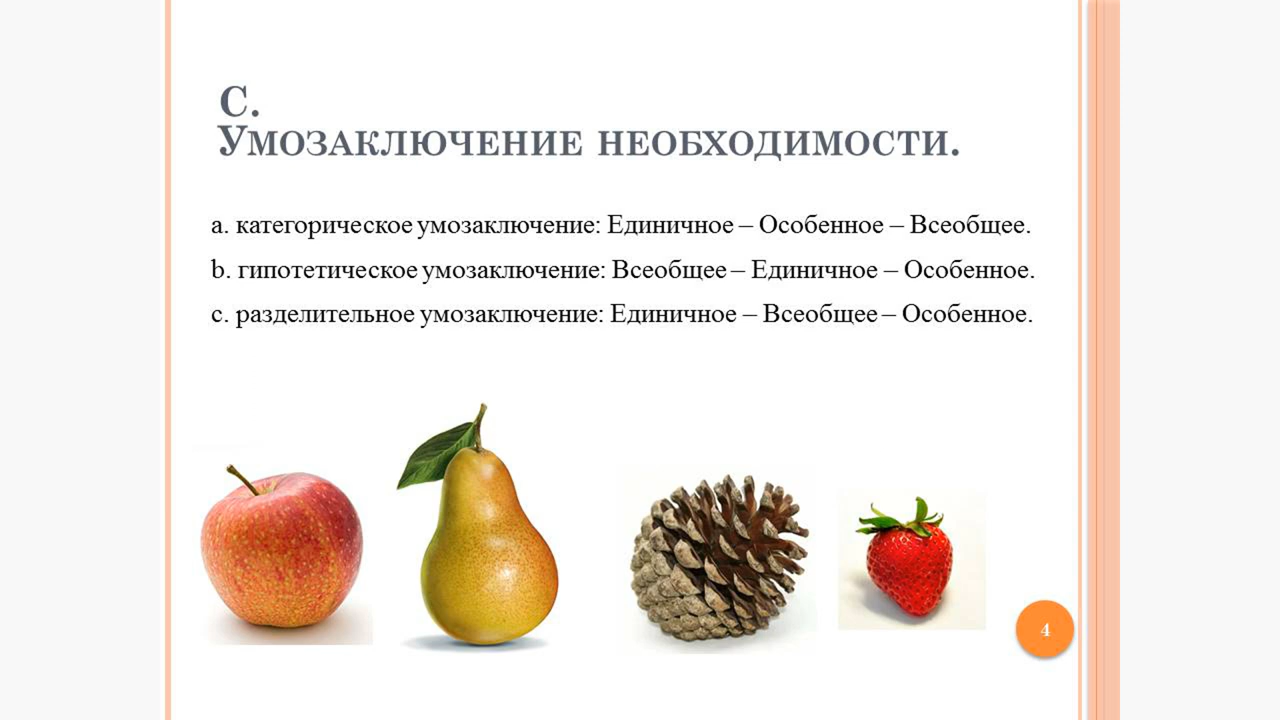 С.
Умозаключение необходимости.
a. категорическое умозаключение: Единичное – Особенное – Всеобщее.
b. гипотетическое умозаключение: Всеобщее – Единичное – Особенное.
c. разделительное умозаключение: Единичное – Всеобщее – Особенное.
4